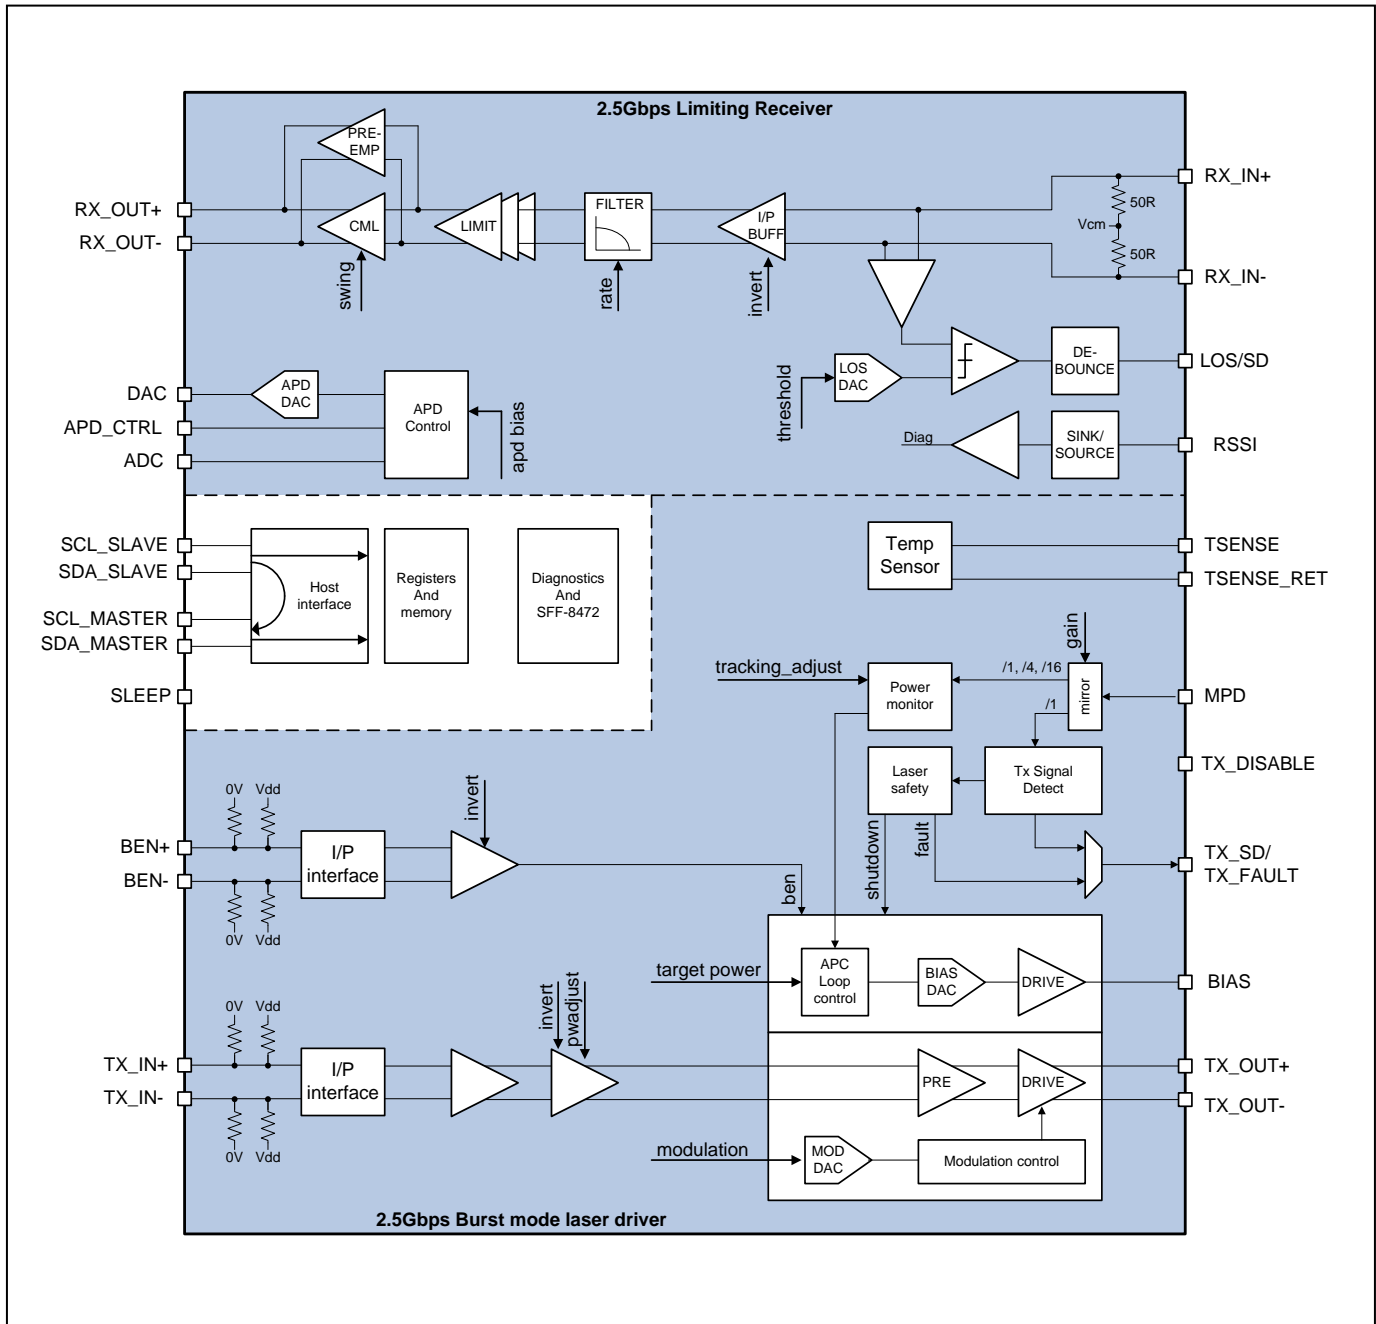 2.5Gbps Limiting Receiver
PRE-
EMP
RX_OUT+
RX_OUT-
CML
LIMIT
FILTER
I/P
BUFF
swing
rate
invert
RX_IN+
50R
Vcm
50R
RX_IN-
LOS
DAC
threshold
DE-
BOUNCE
LOS/SD
Diag
SINK/
SOURCE
RSSI
DAC
APD_CTRL
ADC
APD
DAC
APD
Control
apd bias
SCL_SLAVE
SDA_SLAVE
SCL_MASTER
SDA_MASTER
SLEEP
Host
interface
Registers
And
memory
Diagnostics
And
SFF-8472
Temp
Sensor
TSENSE
TSENSE_RET
gain
tracking_adjust
Power
monitor
/1, /4, /16
/1
mirror
MPD
Laser
safety
Tx Signal
Detect
TX_DISABLE
shutdown
fault
TX_SD/
TX_FAULT
0V
Vdd
invert
BEN+
BEN-
I/P
interface
0V
Vdd
ben
target power
APC
Loop
control
BIAS
DAC
DRIVE
BIAS
0V
Vdd
invert
pwadjust
TX_IN+
TX_IN-
I/P
interface
0V
Vdd
PRE
DRIVE
TX_OUT+
TX_OUT-
modulation
MOD
DAC
Modulation control
2.5Gbps Burst mode laser driver